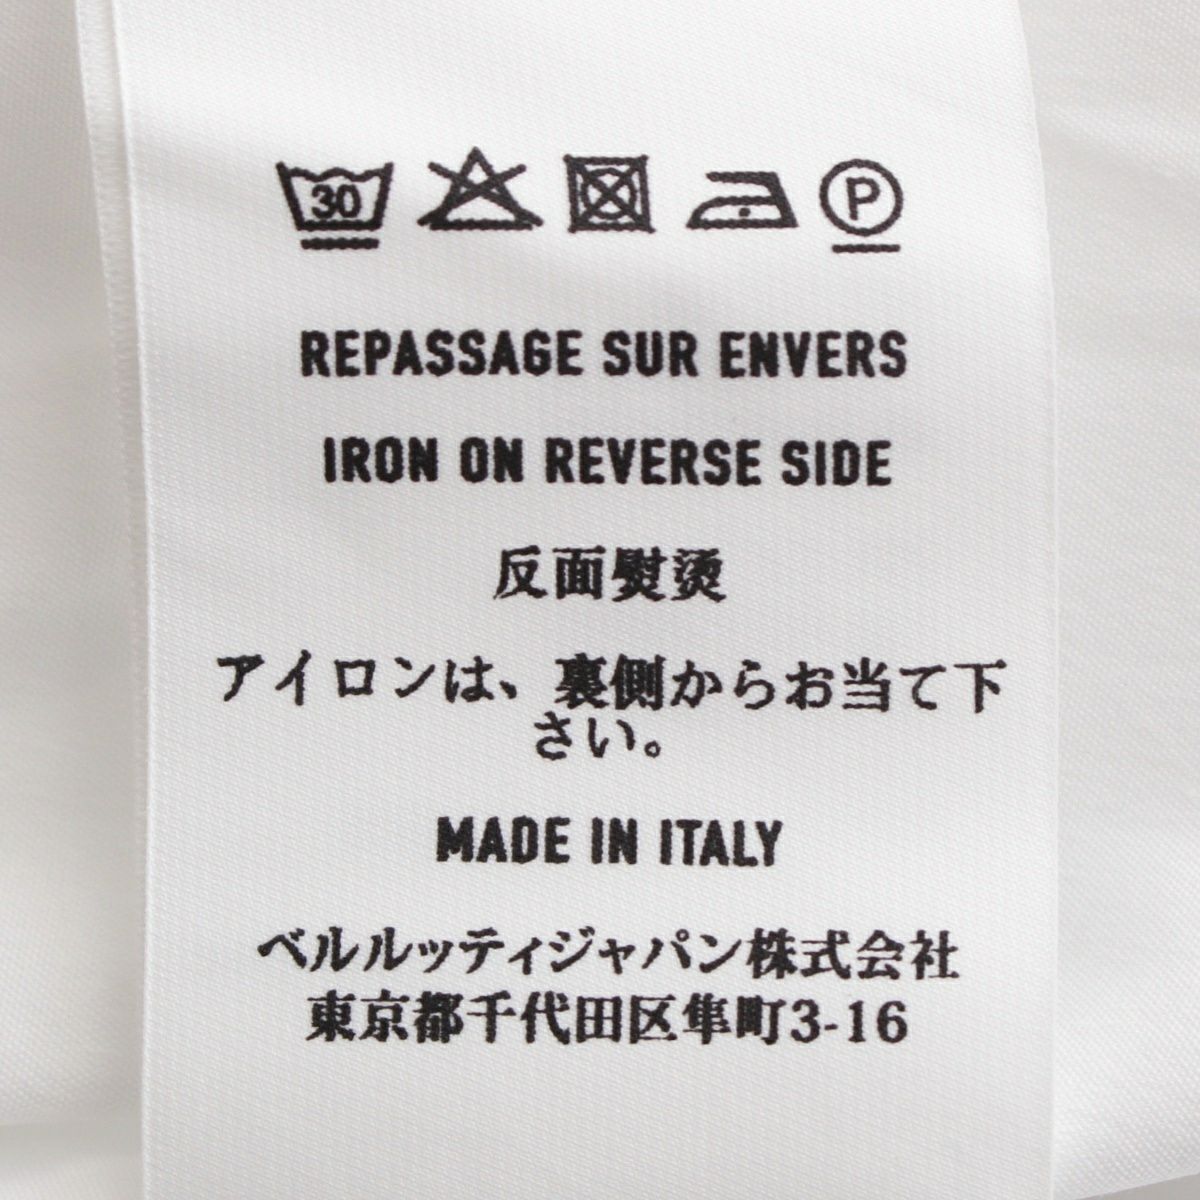 30 P
REPASSAGE SUR ENVERS
IRON ON REVERSE SIDE
反面熨烫
アイロンは、裏側からお当て下
さい。
MADE IN ITALY
ベルルッティジャパン株式会社
東京都千代田区隼町3-16